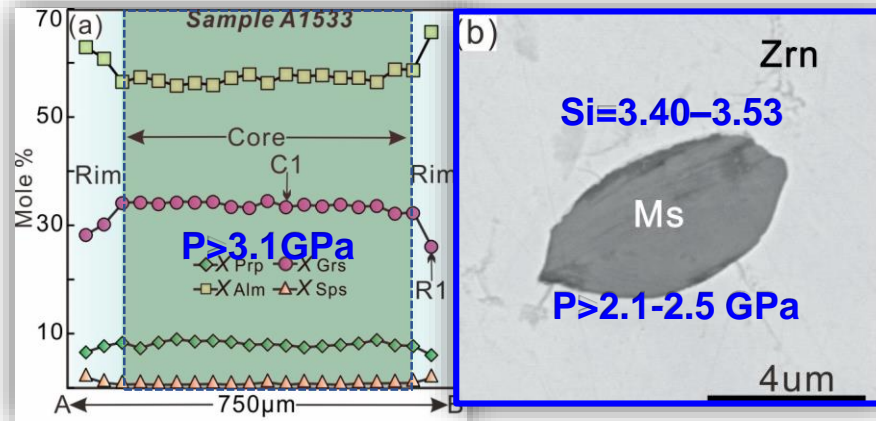 70
(a)
Sample A1533
50
30
10
Mole %
Rim
Core
Rim
C1
P>3.1GPa
X Prp X Grs
X Alm X Sps
R1
A 750µm B
(b)
Zrn
Si=3.40–3.53
Ms
P>2.1-2.5 GPa
4um